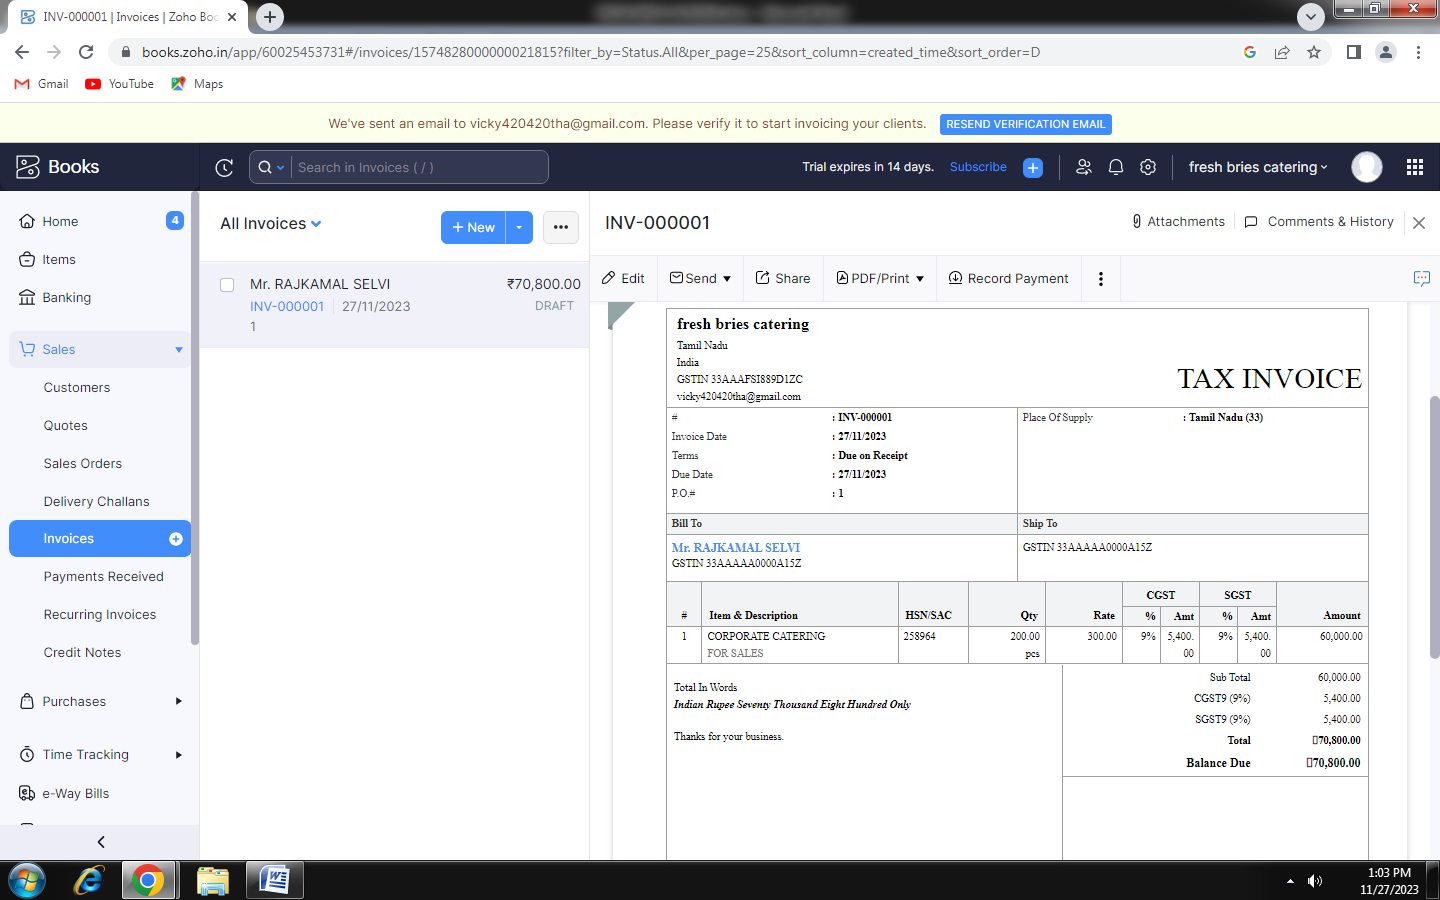 INV-000001 | Invoices | Zoho Boo
books.zoho.in/app/60025453731#/invoices/1574828000000021815?filter_by=Status.All&per_page=25&sort_column=created_time&sort_order=D
Gmail YouTube Maps
We've sent an email to vicky420420tha@gmail.com. Please verify it to start invoicing your clients. RESEND VERIFICATION EMAIL
Books Search in Invoices ( / ) Trial expires in 14 days. Subscribe fresh bries catering
Home 4
Items
Banking
Sales
Customers
Quotes
Sales Orders
Delivery Challans
Invoices
Payments Received
Recurring Invoices
Credit Notes
Purchases
Time Tracking
e-Way Bills
All Invoices + New
Mr. RAJKAMAL SELVI ₹70,800.00
INV-000001 27/11/2023 DRAFT
1
INV-000001 Attachments Comments & History
Edit Send Share PDF/Print Record Payment
fresh bries catering
Tamil Nadu
India
GSTIN 33AAAFSI889D1ZC
vicky420420tha@gmail.com
TAX INVOICE
# : INV-000001
Invoice Date : 27/11/2023
Terms : Due on Receipt
Due Date : 27/11/2023
P.O.# : 1
Place Of Supply : Tamil Nadu (33)
Bill To Ship To
Mr. RAJKAMAL SELVI
GSTIN 33AAAAA0000A15Z
GSTIN 33AAAAA0000A15Z
CGST SGST
# Item & Description HSN/SAC Qty Rate % Amt % Amt Amount
1 CORPORATE CATERING 258964 200.00 300.00 9% 5,400. 9% 5,400. 60,000.00
FOR SALES pcs 00 00
Total In Words
Indian Rupee Seventy Thousand Eight Hundred Only
Thanks for your business.
Sub Total 60,000.00
CGST9 (9%) 5,400.00
SGST9 (9%) 5,400.00
Total 70,800.00
Balance Due 70,800.00
1:03 PM
11/27/2023